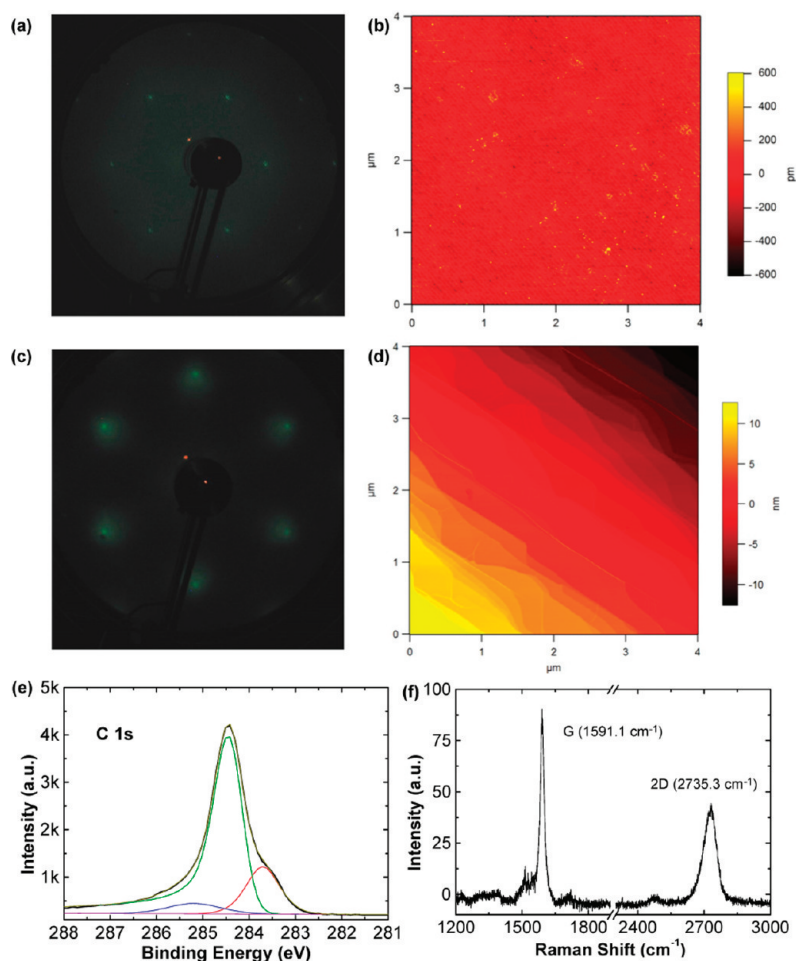 (a)
(b)
4
3
2
1
0
µm
0 1 2 3 4
600
400
200
0
-200
-400
-600
pm
(c)
(d)
4
3
2
1
0
µm
0 1 2 3 4
µm
10
5
0
-5
-10
nm
(e)
5k
4k
3k
2k
1k
C 1s
Intensity (a.u.)
288 287 286 285 284 283 282 281
Binding Energy (eV)
(f)
100
75
50
25
0
Intensity (a.u.)
G (1591.1 cm⁻¹)
2D (2735.3 cm⁻¹)
1200 1500 1800 2400 2700 3000
Raman Shift (cm⁻¹)